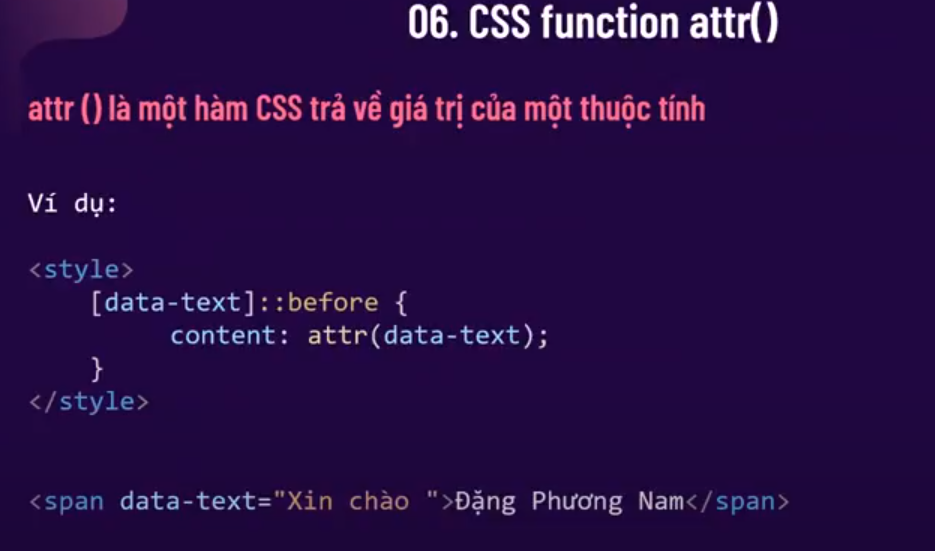 06. CSS function attr()
attr () là một hàm CSS trả về giá trị của một thuộc tính
Ví dụ:
<style>
[data-text]::before {
content: attr(data-text);
}
</style>
<span data-text="Xin chào ">Đặng Phương Nam</span>